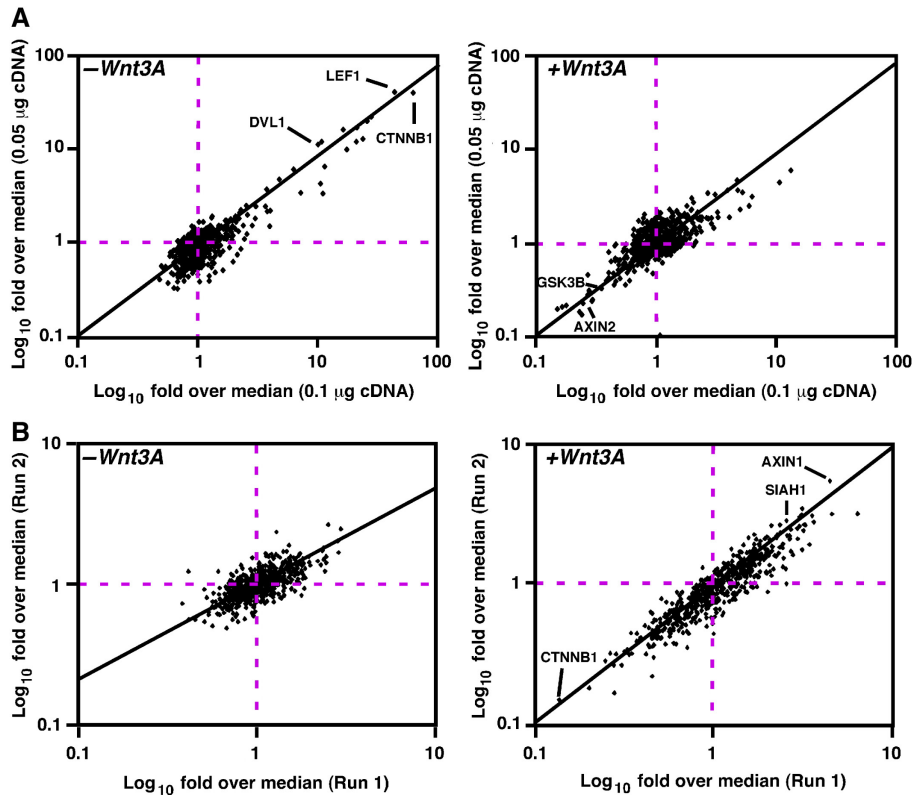 A
Log10 fold over median (0.05 µg cDNA)
100
10
1
0.1
–Wnt3A
LEF1
DVL1
CTNNB1
0.1 1 10 100
Log10 fold over median (0.1 µg cDNA)
Log10 fold over median (0.05 µg cDNA)
100
10
1
0.1
+Wnt3A
GSK3B
AXIN2
0.1 1 10 100
Log10 fold over median (0.1 µg cDNA)
B
Log10 fold over median (Run 2)
10
1
0.1
–Wnt3A
0.1 1 10
Log10 fold over median (Run 1)
Log10 fold over median (Run 2)
10
1
0.1
+Wnt3A
AXIN1
SIAH1
CTNNB1
0.1 1 10
Log10 fold over median (Run 1)